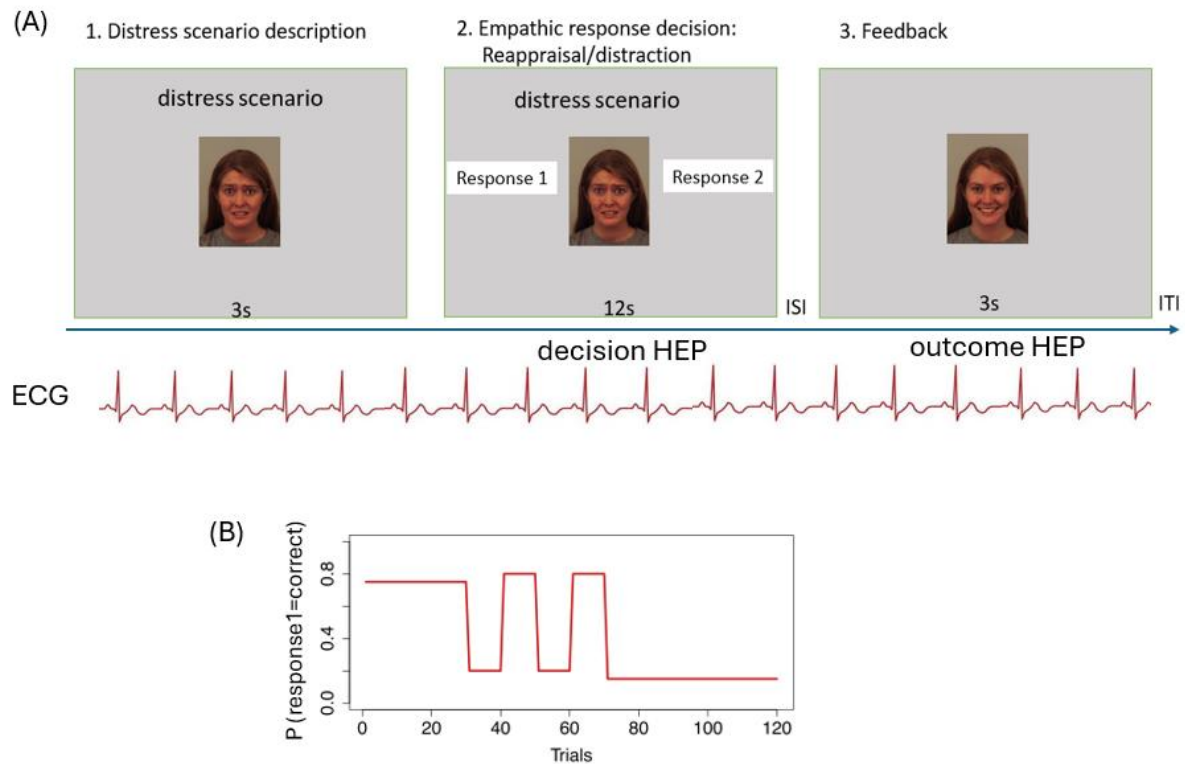 (A)
1. Distress scenario description
2. Empathic response decision:
Reappraisal/distraction
3. Feedback
distress scenario
distress scenario
Response 1
Response 2
3s
12s
ISI
3s
ITI
decision HEP
outcome HEP
ECG
(B)
P (response1=correct)
0.8
0.4
0.0
0
20
40
60
80
100
120
Trials